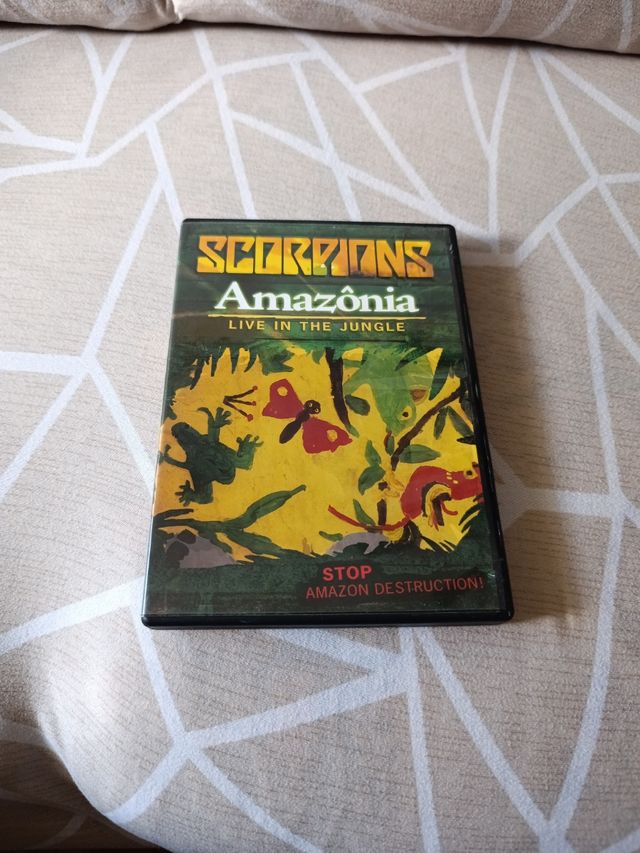 SCORPIONS
Amazônia
LIVE IN THE JUNGLE
STOP
AMAZON DESTRUCTION!